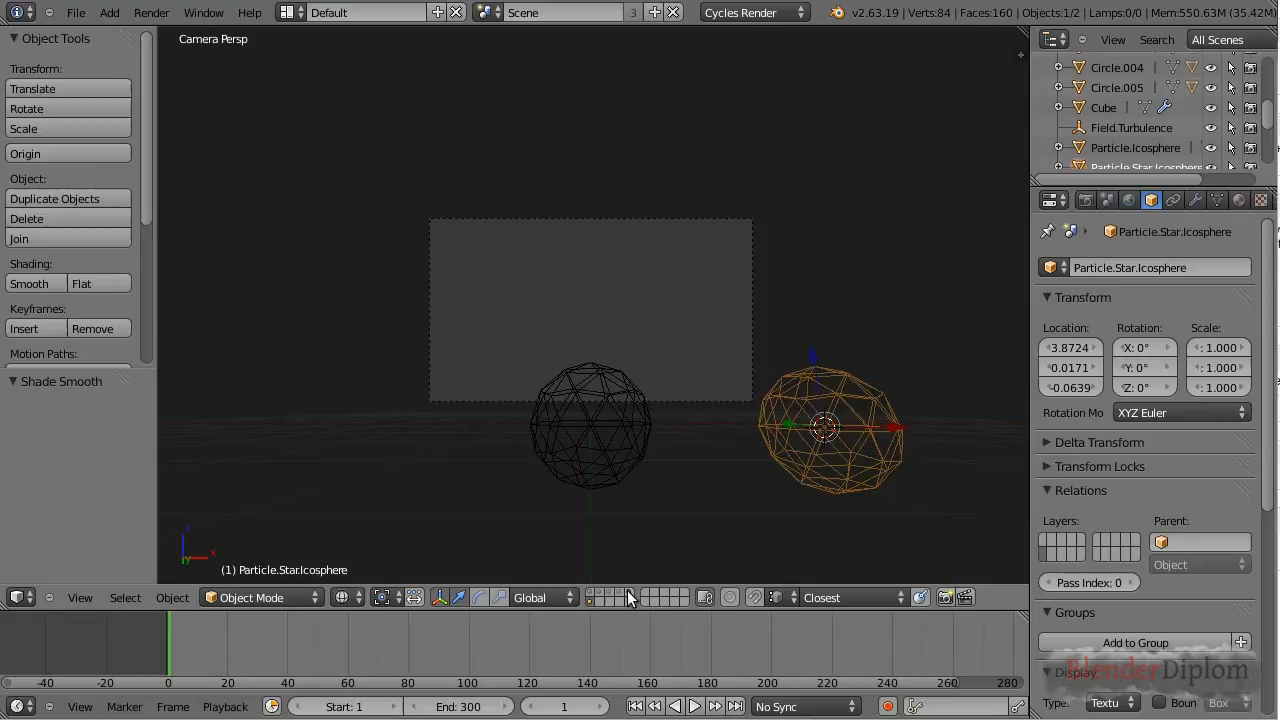 File Add Render Window Help Default Scene 3 Cycles Render v2.63.19 | Verts:84 | Faces:160 | Objects:1/2 | Lamps:0/0 | Mem:550.63M (35.42M)
Object Tools
Transform:
Translate
Rotate
Scale
Origin
Object:
Duplicate Objects
Delete
Join
Shading:
Smooth Flat
Keyframes:
Insert Remove
Motion Paths:
Shade Smooth
Camera Persp
z
x
y
(1) Particle.Star.Icosphere
View Search All Scenes
Circle.004
Circle.005
Cube
Field.Turbulence
Particle.Icosphere
Particle.Star.Icosphere
Particle.Star.Icosphere
Particle.Star.Icosphere
Transform
Location: Rotation: Scale:
3.8724 X: 0° : 1.000
0.0171 Y: 0° : 1.000
-0.0639 Z: 0° : 1.000
Rotation Mo XYZ Euler
Delta Transform
Transform Locks
Relations
Layers: Parent:
Object
Pass Index: 0
Groups
Add to Group
Display
BlenderDiplom
Type: Textu Boun Box
View Select Object Object Mode Global Closest
-40 -20 0 20 40 60 80 100 120 140 160 180 200 220 240 260 280
View Marker Frame Playback Start: 1 End: 300 1 No Sync